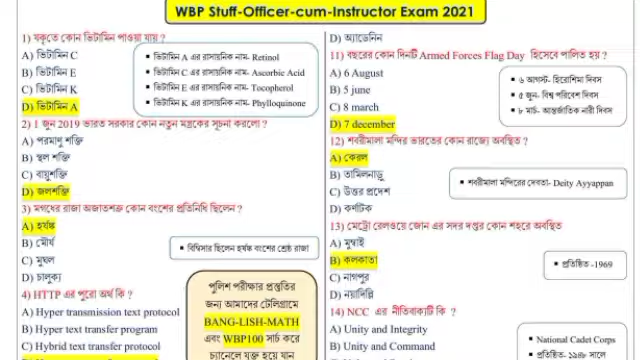 WBP Stuff-Officer-cum-Instructor Exam 2021
1) যকৃতে কোন ভিটামিন পাওয়া যায় ?
A) ভিটামিন C
B) ভিটামিন E
C) ভিটামিন K
D) ভিটামিন A
▪ ভিটামিন A এর রাসায়নিক নাম- Retinol
▪ ভিটামিন C এর রাসায়নিক নাম- Ascorbic Acid
▪ ভিটামিন E এর রাসায়নিক নাম- Tocopherol
▪ ভিটামিন K এর রাসায়নিক নাম- Phylloquinone
2) 1 জুন 2019 ভারত সরকার কোন নতুন মন্ত্রকের সূচনা করলো ?
A) পরমাণু শক্তি
B) স্থল শক্তি
C) বায়ুশক্তি
D) জলশক্তি
3) মগধের রাজা অজাতশত্রু কোন বংশের প্রতিনিধি ছিলেন ?
A) হর্যঙ্ক
B) মৌর্য
C) মুঘল
D) চালুক্য
▪ বিম্বিসার ছিলেন হর্যঙ্ক বংশের শ্রেষ্ঠ রাজা
4) HTTP এর পুরো অর্থ কি ?
A) Hyper transmission text protocol
B) Hyper text transfer program
C) Hybrid text transfer protocol
পুলিশ পরীক্ষার প্রস্তুতির
জন্য আমাদের টেলিগ্রামে
BANG-LISH-MATH
এবং WBP100 সার্চ করে
চ্যানেলে যুক্ত হয়ে যান
D) অ্যাডেনিন
11) বছরের কোন দিনটি Armed Forces Flag Day হিসেবে পালিত হয় ?
A) 6 August
B) 5 june
C) 8 march
D) 7 december
▪ ৬ আগস্ট- হিরোশিমা দিবস
▪ ৫ জুন- বিশ্ব পরিবেশ দিবস
▪ ৮ মার্চ- আন্তর্জাতিক নারী দিবস
12) শবরীমালা মন্দির ভারতের কোন রাজ্যে অবস্থিত ?
A) কেরল
B) তামিলনাড়ু
C) উত্তর প্রদেশ
D) কর্ণাটক
▪ শবরীমালা মন্দিরের দেবতা- Deity Ayyappan
13) মেট্রো রেলওয়ে জোন এর সদর দপ্তর কোন শহরে অবস্থিত
A) মুম্বাই
B) কলকাতা
C) নাগপুর
D) নয়াদিল্লি
▪ প্রতিষ্ঠিত -1969
14) NCC এর নীতিবাক্যটি কি ?
A) Unity and Integrity
B) Unity and Command
▪ National Cadet Corps
▪ প্রতিষ্ঠিত- ১৯৪৮ সালে